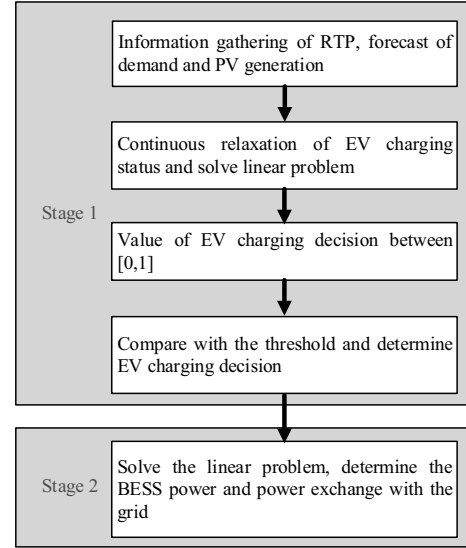 Information gathering of RTP, forecast of
demand and PV generation
Continuous relaxation of EV charging
status and solve linear problem
Stage 1
Value of EV charging decision between
[0,1]
Compare with the threshold and determine
EV charging decision
Solve the linear problem, determine the
Stage 2
BESS power and power exchange with the
grid